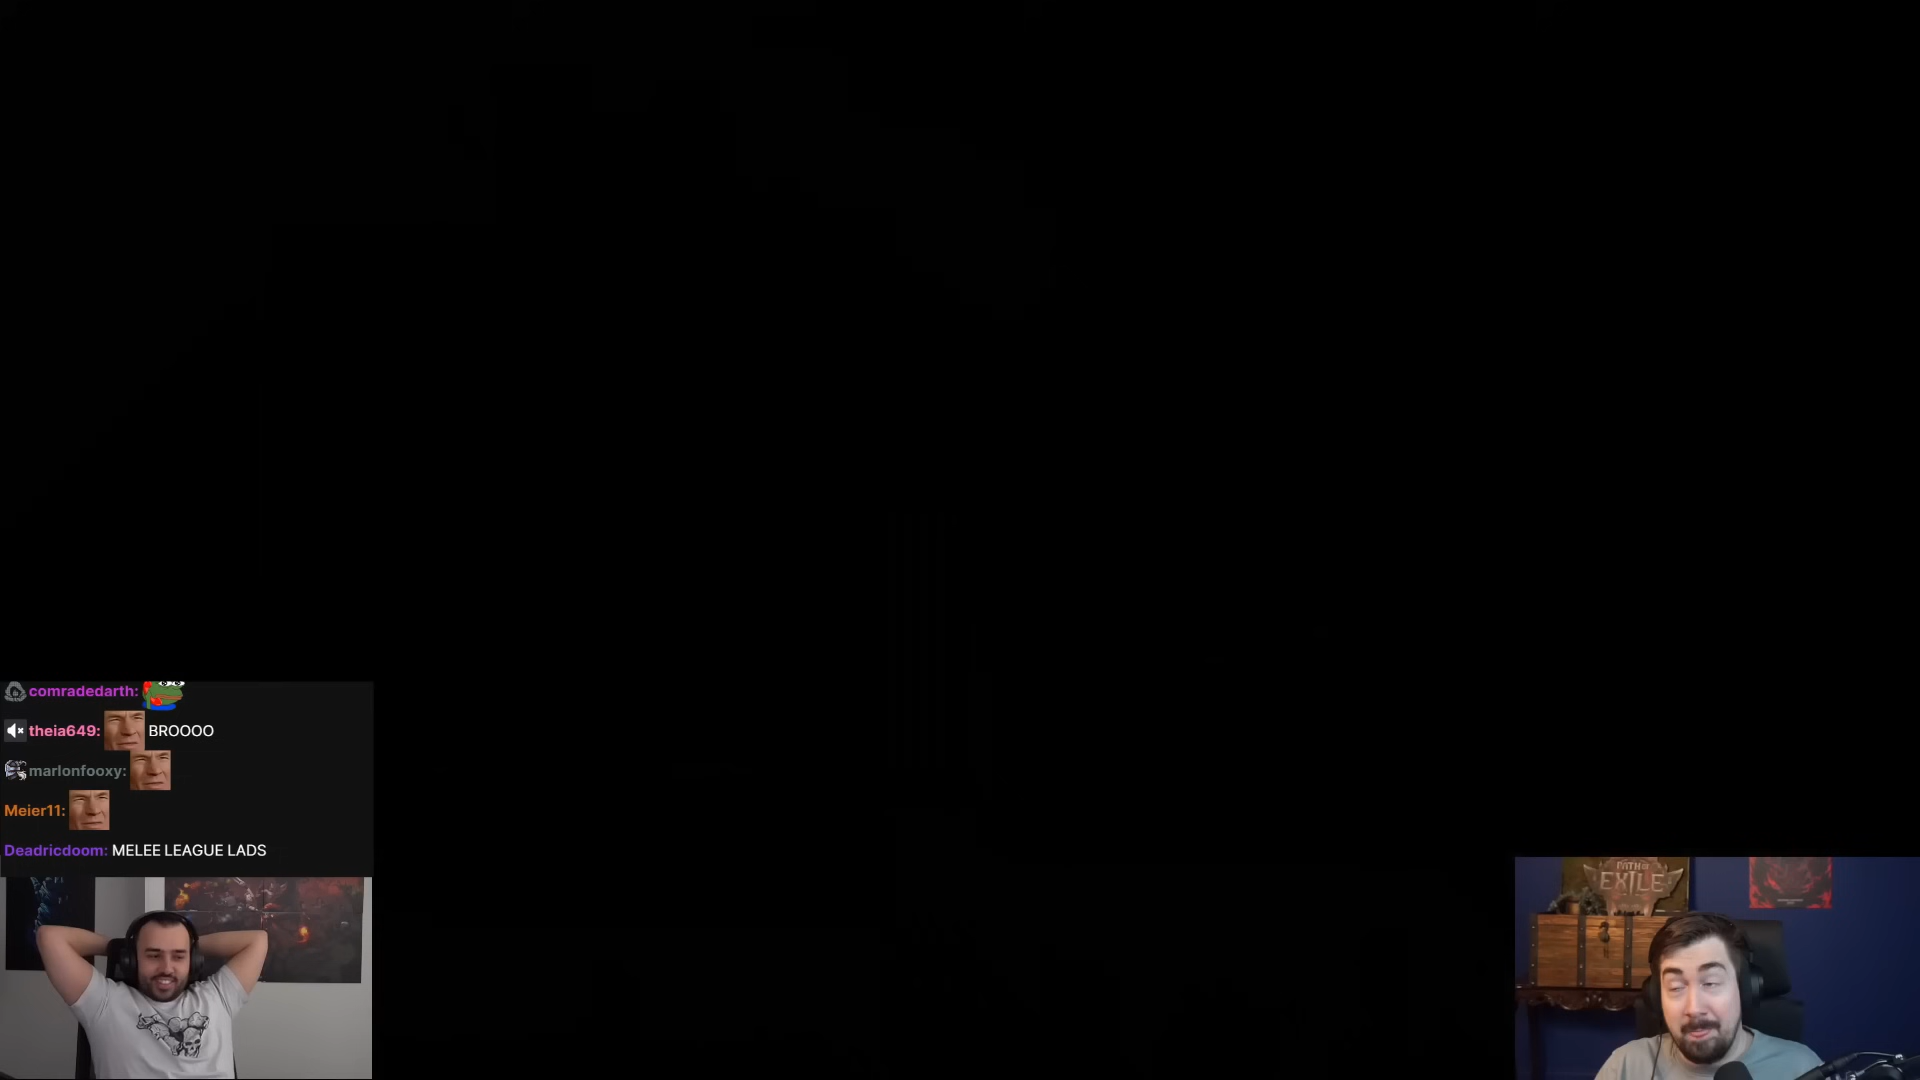 comradedarth:
theia649: BROOOO
marlonfooxy:
Meier11:
Deadricdoom: MELEE LEAGUE LADS
PATH OF
EXILE